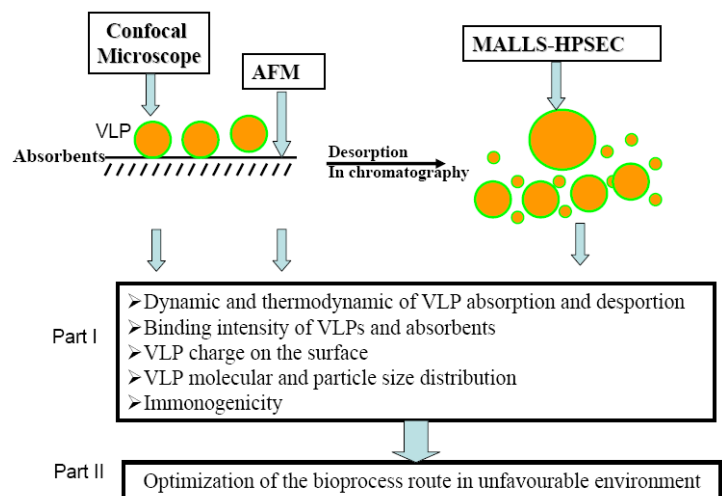 Confocal
Microscope
AFM
MALLS-HPSEC
VLP
Absorbents
Desorption
In chromatography
Part I
➢Dynamic and thermodynamic of VLP absorption and desportion
➢Binding intensity of VLPs and absorbents
➢VLP charge on the surface
➢VLP molecular and particle size distribution
➢Immonogenicity
Part II
Optimization of the bioprocess route in unfavourable environment